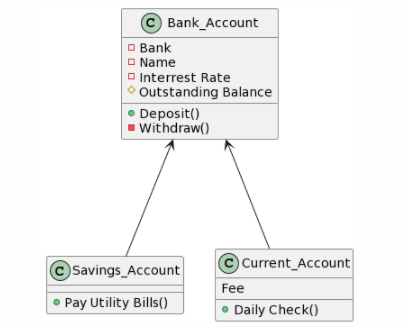 C Bank_Account
Bank
Name
Interrest Rate
Outstanding Balance
Deposit()
Withdraw()
C Savings_Account
Pay Utility Bills()
C Current_Account
Fee
Daily Check()